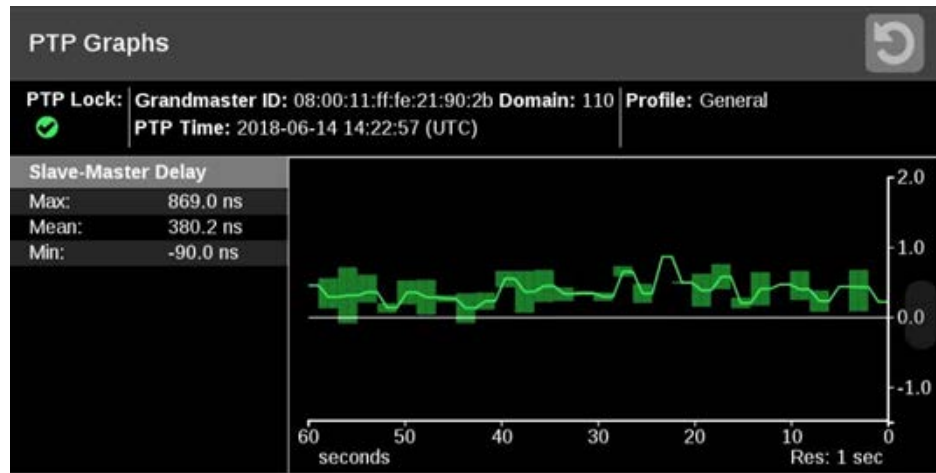 PTP Graphs
PTP Lock: Grandmaster ID: 08:00:11:ff:fe:21:90:2b Domain: 110 Profile: General
PTP Time: 2018-06-14 14:22:57 (UTC)
Slave-Master Delay
Max: 869.0 ns
Mean: 380.2 ns
Min: -90.0 ns
2.0
1.0
0.0
-1.0
60 50 40 30 20 10 0
seconds Res: 1 sec